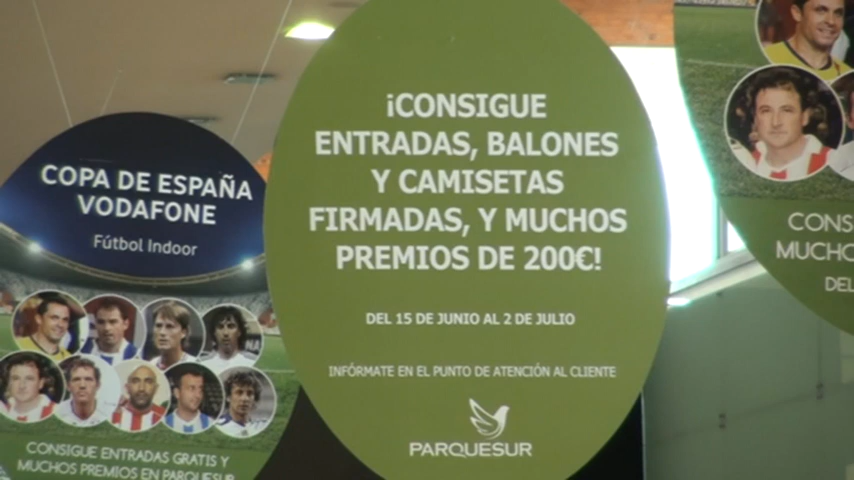 COPA DE ESPAÑA
VODAFONE
Fútbol Indoor
CONSIGUE ENTRADAS GRATIS Y
MUCHOS PREMIOS EN PARQUESUR
¡CONSIGUE
ENTRADAS, BALONES
Y CAMISETAS
FIRMADAS, Y MUCHOS
PREMIOS DE 200€!
DEL 15 DE JUNIO AL 2 DE JULIO
INFÓRMATE EN EL PUNTO DE ATENCIÓN AL CLIENTE
PARQUESUR
CONS
MUCHO
DEL